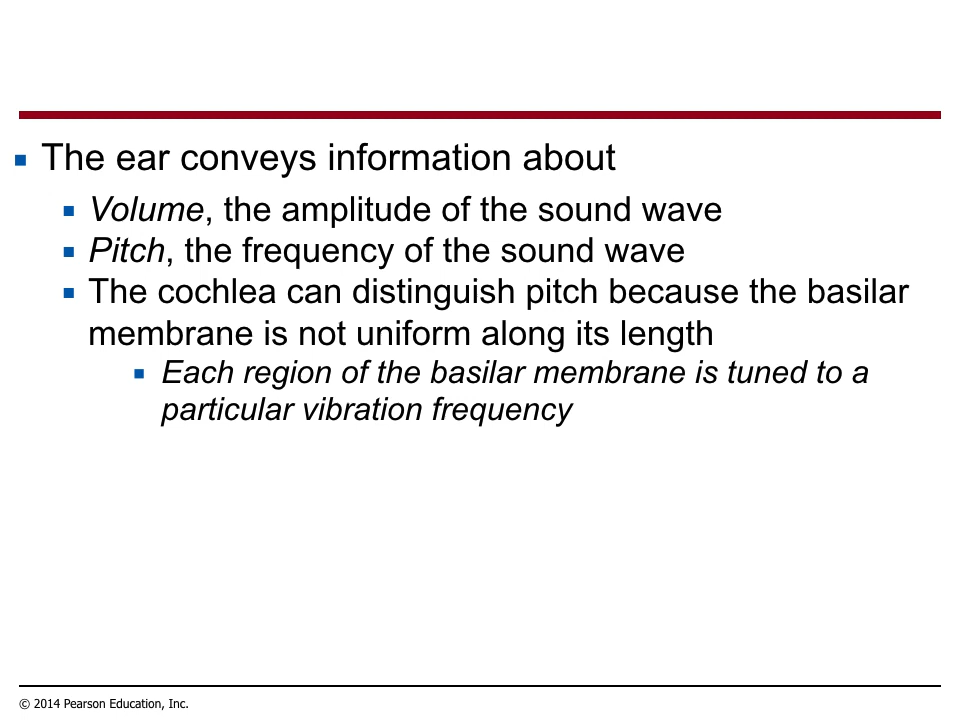 The ear conveys information about
Volume, the amplitude of the sound wave
Pitch, the frequency of the sound wave
The cochlea can distinguish pitch because the basilar
membrane is not uniform along its length
Each region of the basilar membrane is tuned to a
particular vibration frequency
© 2014 Pearson Education, Inc.